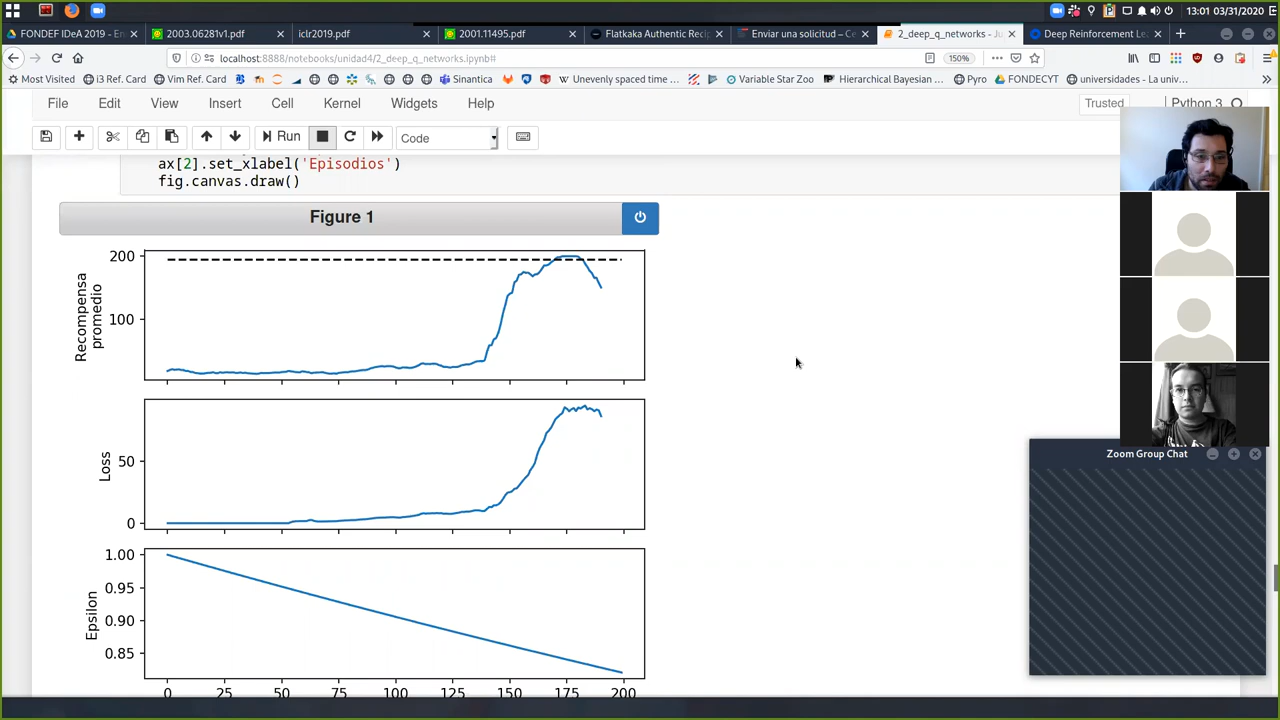 13:01 03/31/2020
FONDEF IDeA 2019 - En
2003.06281v1.pdf
iclr2019.pdf
2001.11495.pdf
Flatkaka Authentic Recip
Enviar una solicitud – Ce
2_deep_q_networks - Ju
Deep Reinforcement Le
localhost:8888/notebooks/unidad4/2_deep_q_networks.ipynb#
150%
Most Visited
i3 Ref. Card
Vim Ref. Card
Sinantica
Unevenly spaced time ...
Variable Star Zoo
Hierarchical Bayesian ...
Pyro
FONDECYT
universidades - La univ...
File Edit View Insert Cell Kernel Widgets Help
Trusted
Python 3
Run
Code
ax[2].set_xlabel('Episodios')
fig.canvas.draw()
Figure 1
200
100
Recompensa
promedio
50
0
Loss
1.00
0.95
0.90
0.85
Epsilon
0 25 50 75 100 125 150 175 200
Zoom Group Chat